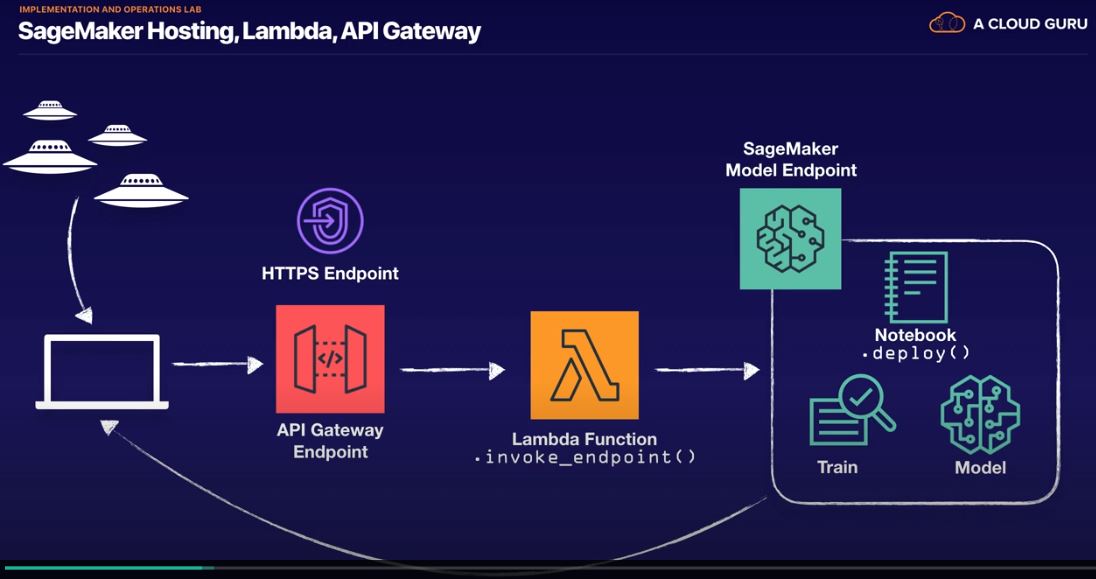 IMPLEMENTATION AND OPERATIONS LAB
SageMaker Hosting, Lambda, API Gateway
A CLOUD GURU
SageMaker
Model Endpoint
HTTPS Endpoint
Notebook
.deploy()
</>
API Gateway
Endpoint
Lambda Function
.invoke_endpoint()
Train
Model